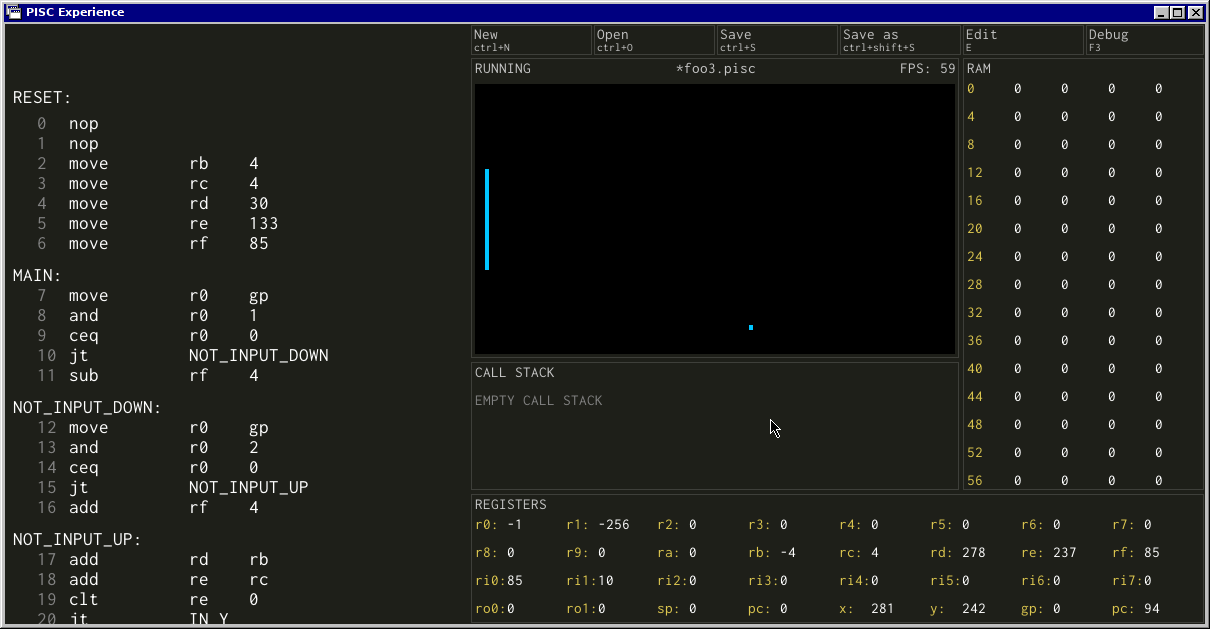 PISC Experience
RESET:
0 nop
1 nop
2 move rb 4
3 move rc 4
4 move rd 30
5 move re 133
6 move rf 85
MAIN:
7 move r0 gp
8 and r0 1
9 ceq r0 0
10 jt NOT_INPUT_DOWN
11 sub rf 4
NOT_INPUT_DOWN:
12 move r0 gp
13 and r0 2
14 ceq r0 0
15 jt NOT_INPUT_UP
16 add rf 4
NOT_INPUT_UP:
17 add rd rb
18 add re rc
19 clt re 0
20 jt IN_Y
New Open Save Save as Edit Debug
ctrl+N ctrl+O ctrl+S ctrl+shift+S E F3
RUNNING *foo3.pisc FPS: 59
CALL STACK
EMPTY CALL STACK
RAM
0 0 0 0 0
4 0 0 0 0
8 0 0 0 0
12 0 0 0 0
16 0 0 0 0
20 0 0 0 0
24 0 0 0 0
28 0 0 0 0
32 0 0 0 0
36 0 0 0 0
40 0 0 0 0
44 0 0 0 0
48 0 0 0 0
52 0 0 0 0
56 0 0 0 0
REGISTERS
r0: -1 r1: -256 r2: 0 r3: 0 r4: 0 r5: 0 r6: 0 r7: 0
r8: 0 r9: 0 ra: 0 rb: -4 rc: 4 rd: 278 re: 237 rf: 85
ri0:85 ri1:10 ri2:0 ri3:0 ri4:0 ri5:0 ri6:0 ri7:0
ro0:0 ro1:0 sp: 0 pc: 0 x: 281 y: 242 gp: 0 pc: 94